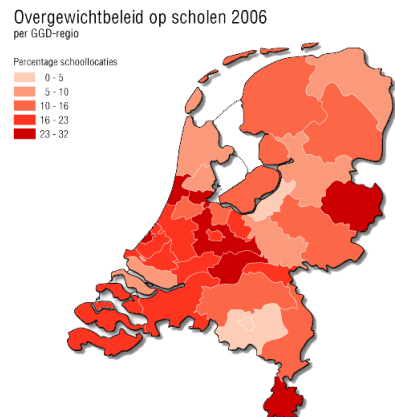 Overgewichtbeleid op scholen 2006
per GGD-regio
Percentage schoollocaties
0 - 5
5 - 10
10 - 16
16 - 23
23 - 32